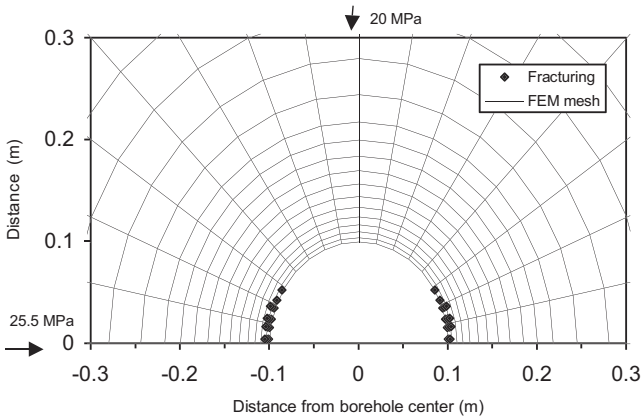 20 MPa
0.3
Fracturing
FEM mesh
0.2
Distance (m)
0.1
25.5 MPa
0
-0.3 -0.2 -0.1 0 0.1 0.2 0.3
Distance from borehole center (m)